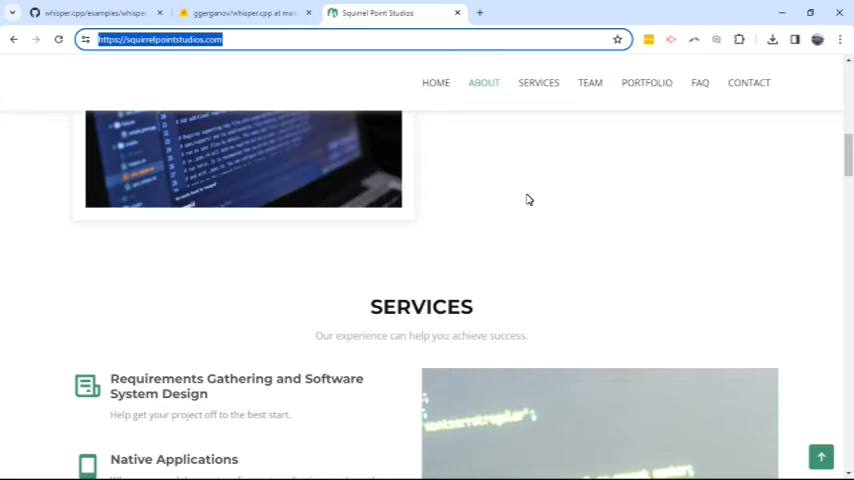 whisper.cpp/examples/whispe
ggerganov/whisper.cpp at ma
Squirrel Point Studios
https://squirrelpointstudios.com
HOME
ABOUT
SERVICES
TEAM
PORTFOLIO
FAQ
CONTACT
SERVICES
Our experience can help you achieve success.
Requirements Gathering and Software
System Design
Help get your project off to the best start.
Native Applications